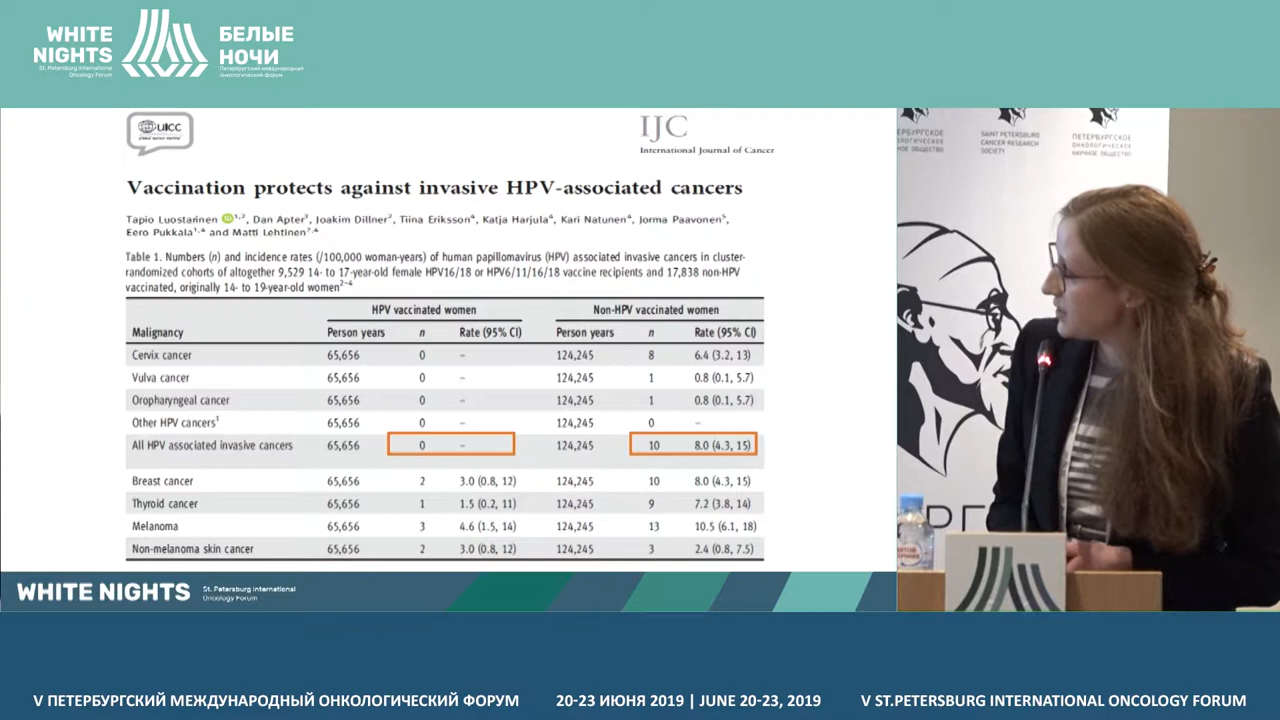 WHITE
NIGHTS
St. Petersburg International
Oncology Forum
БЕЛЫЕ
НОЧИ
Петербургский международный
онкологический форум
UICC
global cancer control
IJC
International Journal of Cancer
Vaccination protects against invasive HPV-associated cancers
Tapio Luostarinen iD 1,2, Dan Apter3, Joakim Dillner2, Tiina Eriksson4, Katja Harjula4, Kari Natunen4, Jorma Paavonen5,
Eero Pukkala1,4 and Matti Lehtinen2,4
Table 1. Numbers (n) and incidence rates (/100,000 woman-years) of human papillomavirus (HPV) associated invasive cancers in cluster-
randomized cohorts of altogether 9,529 14- to 17-year-old female HPV16/18 or HPV6/11/16/18 vaccine recipients and 17,838 non-HPV
vaccinated, originally 14- to 19-year-old women2–4
HPV vaccinated women Non-HPV vaccinated women
Malignancy Person years n Rate (95% CI) Person years n Rate (95% CI)
Cervix cancer 65,656 0 – 124,245 8 6.4 (3.2, 13)
Vulva cancer 65,656 0 – 124,245 1 0.8 (0.1, 5.7)
Oropharyngeal cancer 65,656 0 – 124,245 1 0.8 (0.1, 5.7)
Other HPV cancers1 65,656 0 – 124,245 0 –
All HPV associated invasive cancers 65,656 0 – 124,245 10 8.0 (4.3, 15)
Breast cancer 65,656 2 3.0 (0.8, 12) 124,245 10 8.0 (4.3, 15)
Thyroid cancer 65,656 1 1.5 (0.2, 11) 124,245 9 7.2 (3.8, 14)
Melanoma 65,656 3 4.6 (1.5, 14) 124,245 13 10.5 (6.1, 18)
Non-melanoma skin cancer 65,656 2 3.0 (0.8, 12) 124,245 3 2.4 (0.8, 7.5)
WHITE NIGHTS
St. Petersburg International
Oncology Forum
ЕТЕРБУРГСКОЕ
НКОЛОГИЧЕСКОЕ
ОБЩЕСТВО
SAINT PETERSBURG
CANCER RESEARCH
SOCIETY
ПЕТЕРБУРГСКОЕ
ОНКОЛОГИЧЕСКОЕ
НАУЧНОЕ ОБЩЕСТВО
V ПЕТЕРБУРГСКИЙ МЕЖДУНАРОДНЫЙ ОНКОЛОГИЧЕСКИЙ ФОРУМ
20-23 ИЮНЯ 2019 | JUNE 20-23, 2019
V ST.PETERSBURG INTERNATIONAL ONCOLOGY FORUM